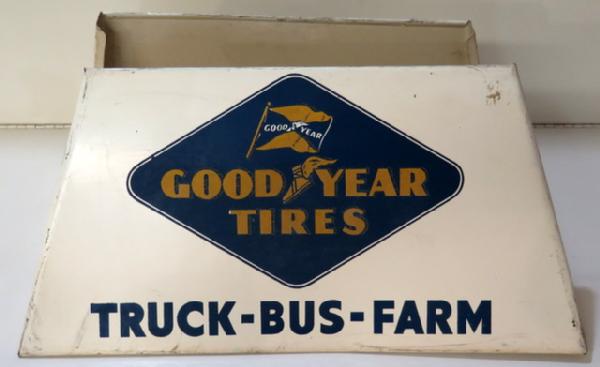 GOOD YEAR
GOOD YEAR
TIRES
TRUCK-BUS-FARM